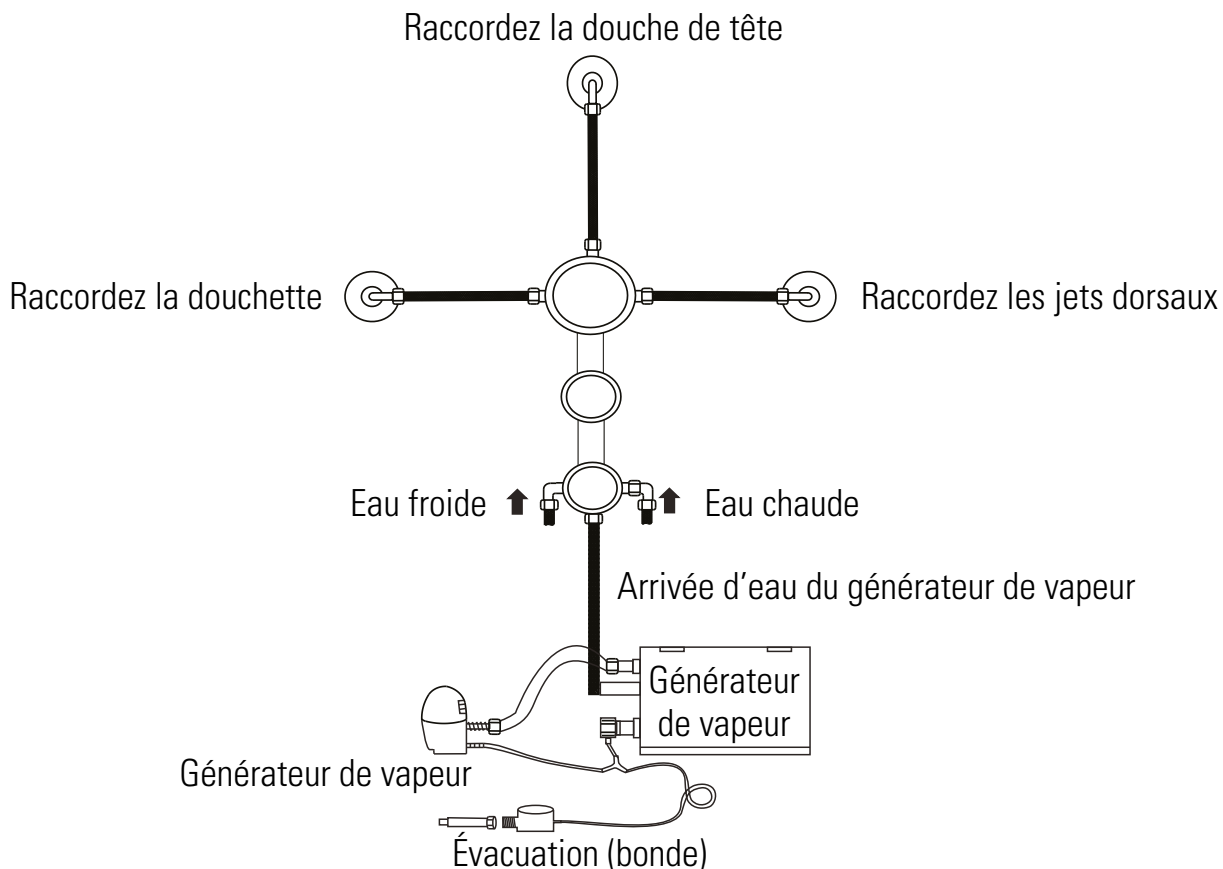 Raccordez la douche de tête
Raccordez la douchette
Raccordez les jets dorsaux
Eau froide
Eau chaude
Arrivée d'eau du générateur de vapeur
Générateur
de vapeur
Générateur de vapeur
Évacuation (bonde)